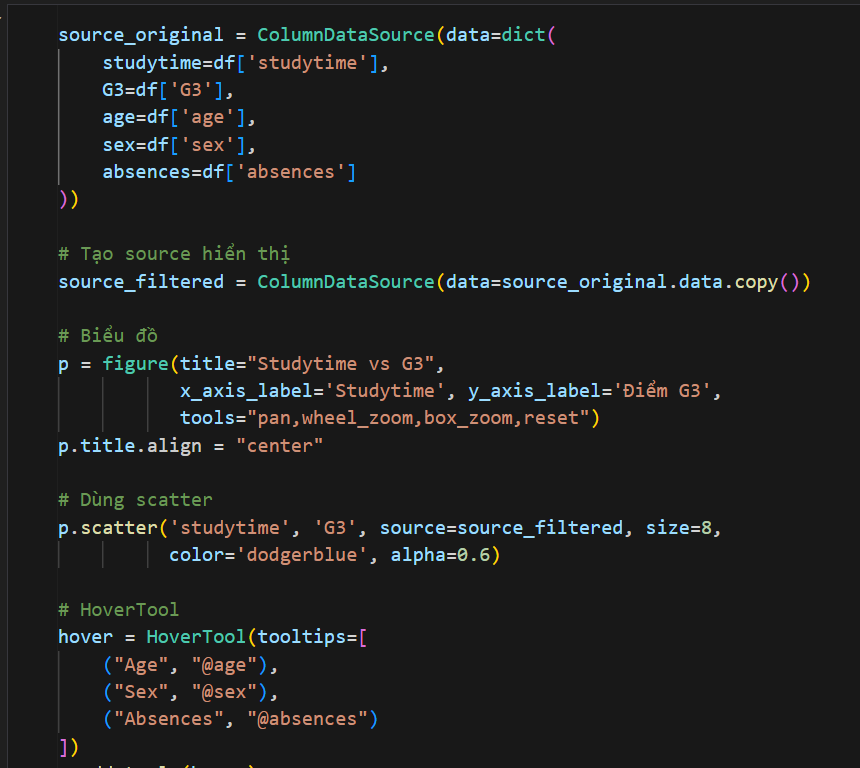 source_original = ColumnDataSource(data=dict(
studytime=df['studytime'],
G3=df['G3'],
age=df['age'],
sex=df['sex'],
absences=df['absences']
))
# Tạo source hiển thị
source_filtered = ColumnDataSource(data=source_original.data.copy())
# Biểu đồ
p = figure(title="Studytime vs G3",
x_axis_label='Studytime', y_axis_label='Điểm G3',
tools="pan,wheel_zoom,box_zoom,reset")
p.title.align = "center"
# Dùng scatter
p.scatter('studytime', 'G3', source=source_filtered, size=8,
color='dodgerblue', alpha=0.6)
# HoverTool
hover = HoverTool(tooltips=[
("Age", "@age"),
("Sex", "@sex"),
("Absences", "@absences")
])